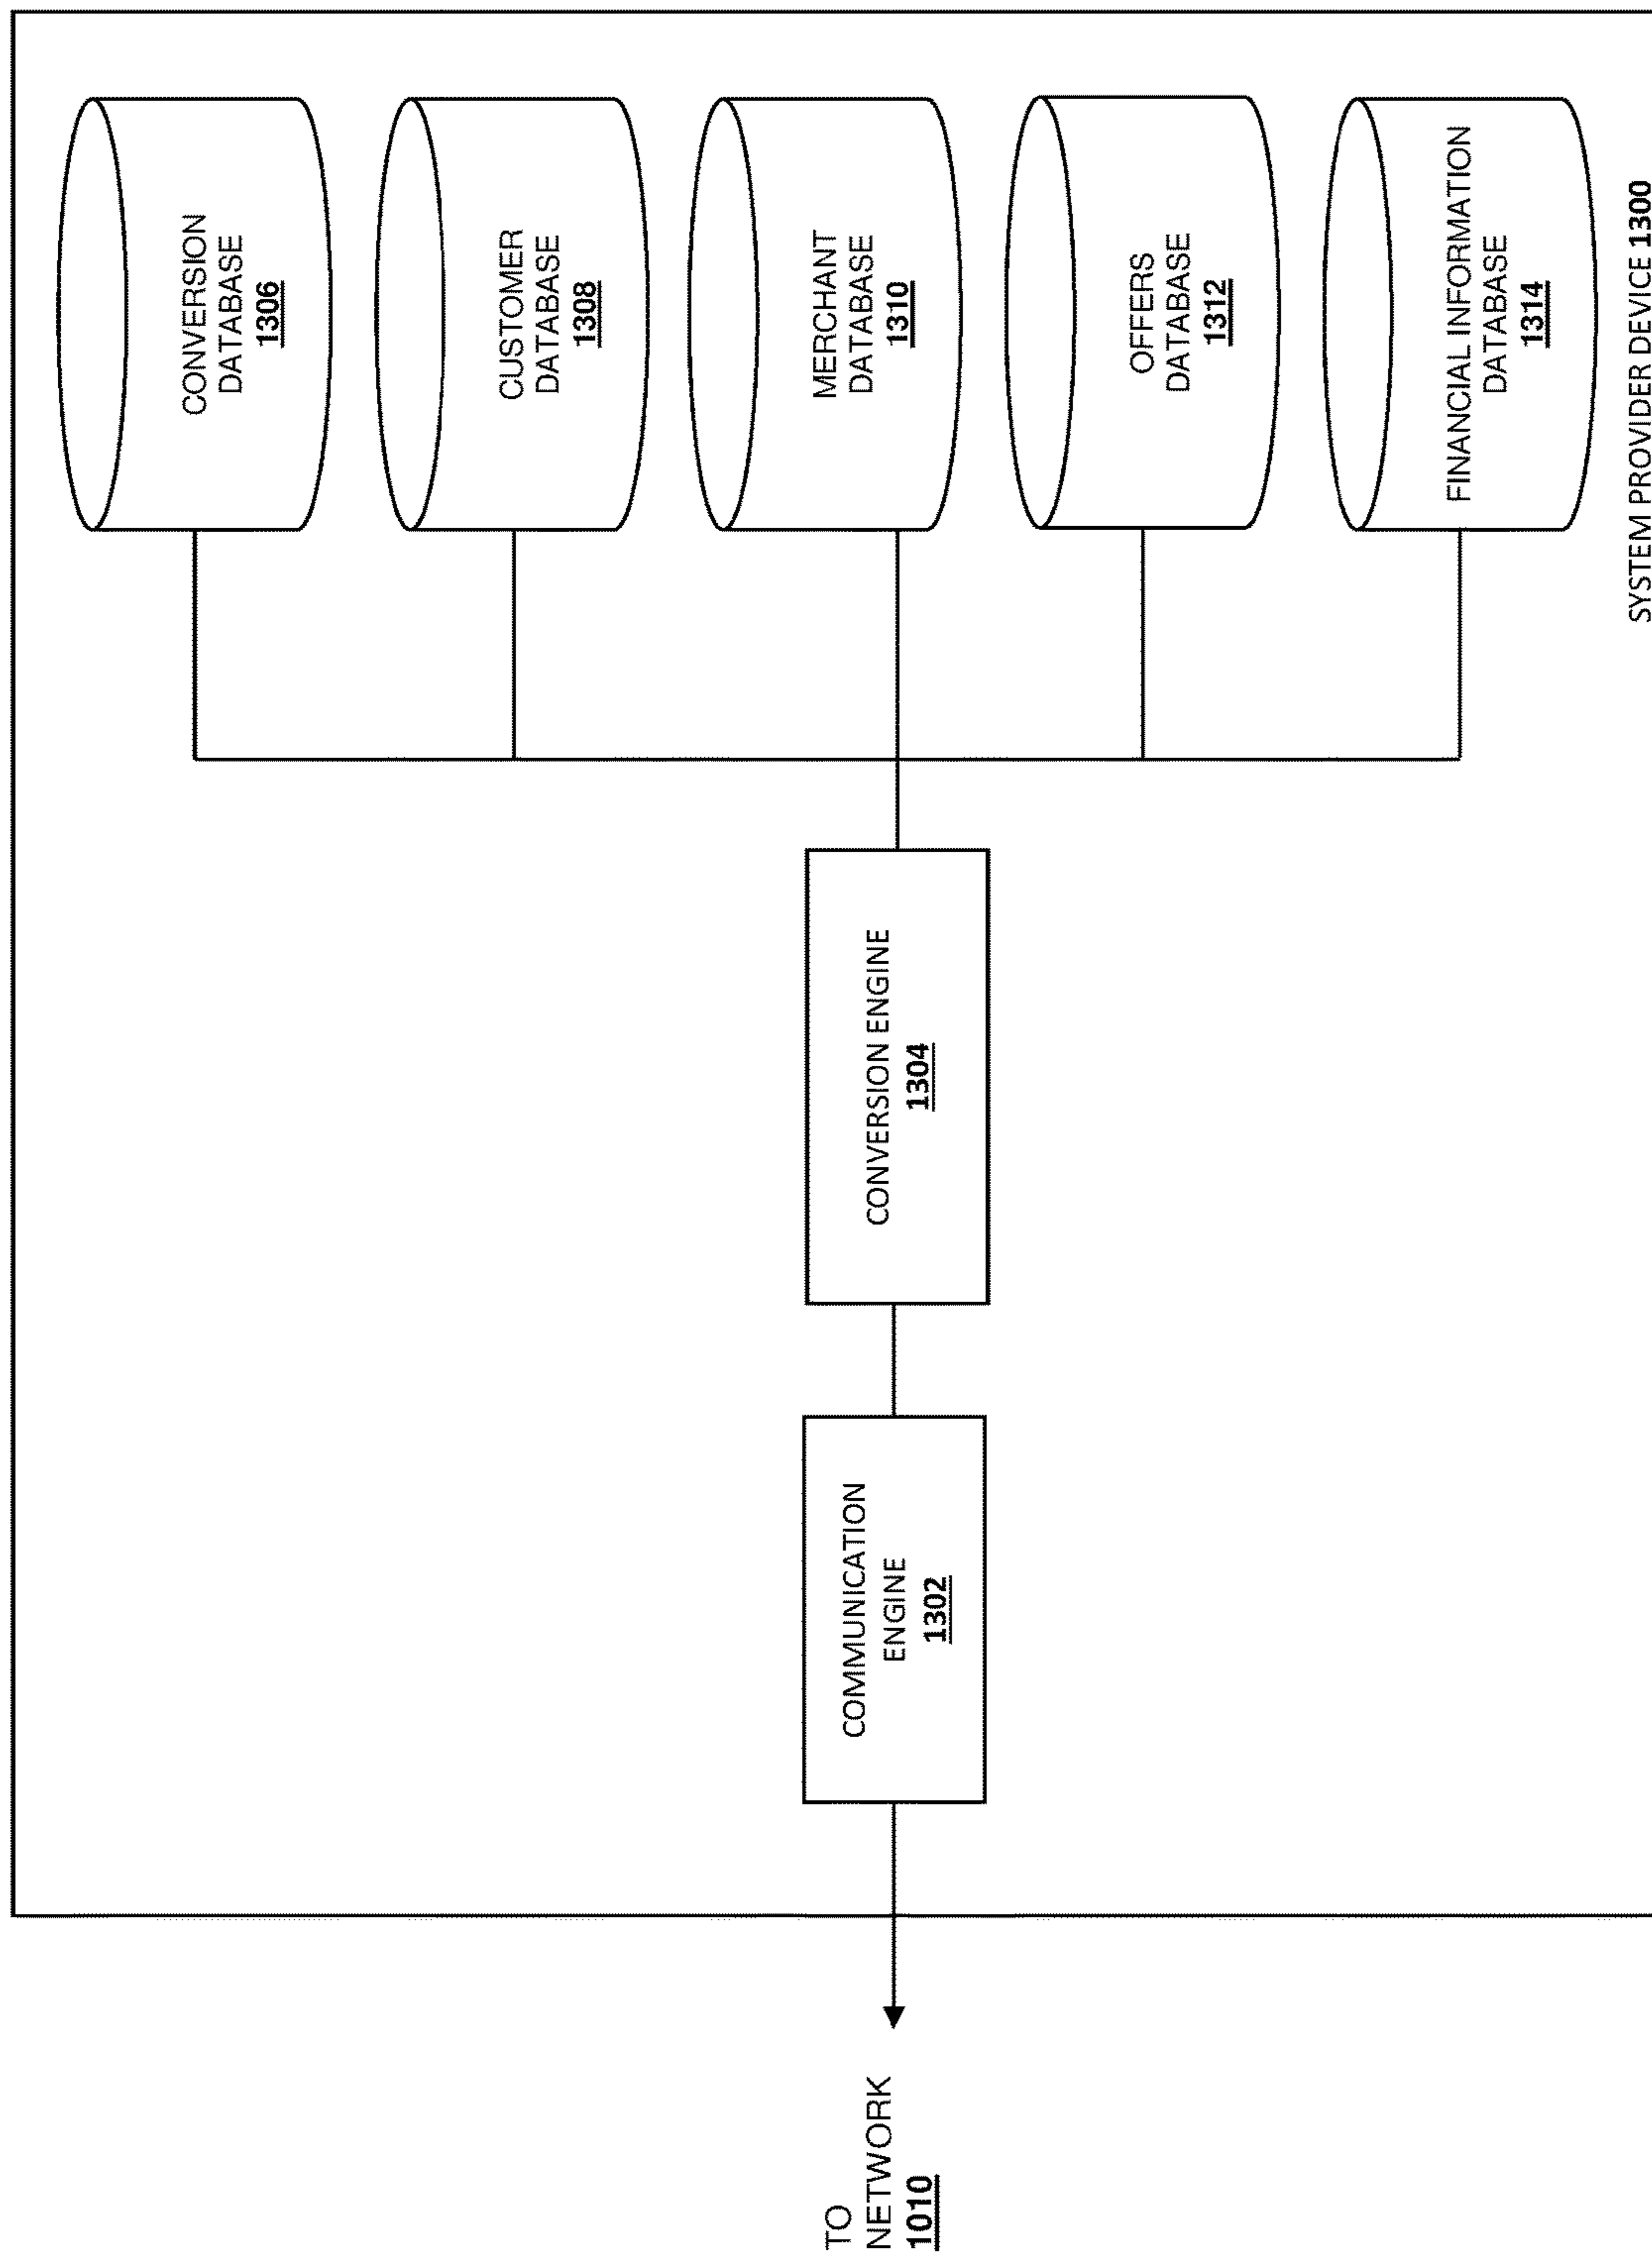 TO
NETWORK
1010
COMMUNICATION
ENGINE
1302
CONVERSION ENGINE
1304
CONVERSION
DATABASE
1306
CUSTOMER
DATABASE
1308
MERCHANT
DATABASE
1310
OFFERS
DATABASE
1312
FINANCIAL INFORMATION
DATABASE
1314
SYSTEM PROVIDER DEVICE 1300